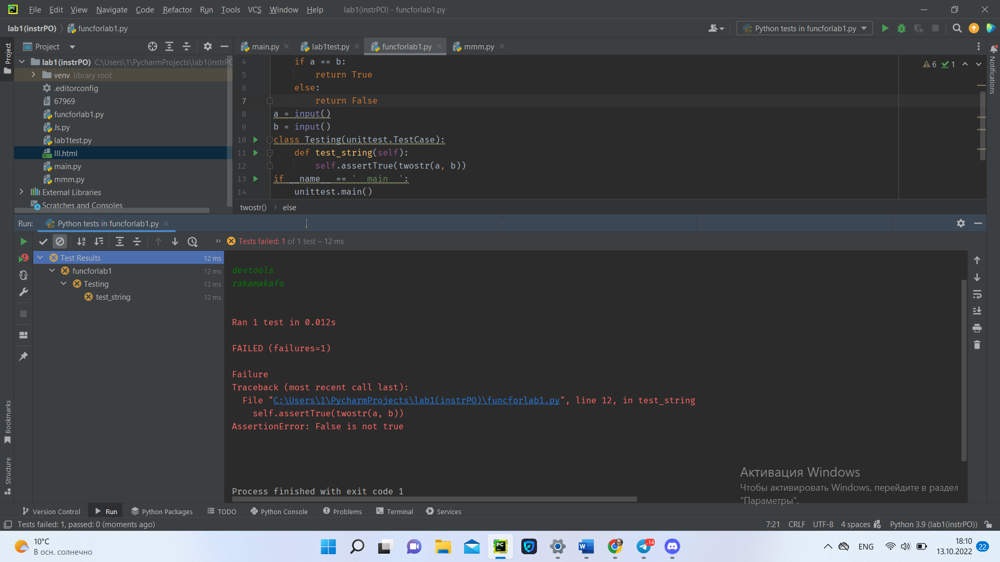 File Edit View Navigate Code Refactor Run Tools VCS Window Help lab1(instrPO) - funcforlab1.py
lab1(instrPO) funcforlab1.py
Python tests in funcforlab1.py
Project
Project
main.py lab1test.py funcforlab1.py mmm.py
Notifications
lab1(instrPO) C:\Users\1\PycharmProjects\lab1(instrPO
venv library root
.editorconfig
67969
funcforlab1.py
Js.py
lab1test.py
lll.html
main.py
mmm.py
External Libraries
Scratches and Consoles
6 1
4 if a == b:
5 return True
6 else:
7 return False
8 a = input()
9 b = input()
10 class Testing(unittest.TestCase):
11 def test_string(self):
12 self.assertTrue(twostr(a, b))
13 if __name__ == '__main__':
14 unittest.main()
twostr() else
Run: Python tests in funcforlab1.py
Tests failed: 1 of 1 test – 12 ms
Test Results 12 ms
funcforlab1 12 ms
Testing 12 ms
test_string 12 ms
devtools
rakamakafo
Ran 1 test in 0.012s
FAILED (failures=1)
Failure
Traceback (most recent call last):
File "C:\Users\1\PycharmProjects\lab1(instrPO)\funcforlab1.py", line 12, in test_string
self.assertTrue(twostr(a, b))
AssertionError: False is not true
Process finished with exit code 1
Активация Windows
Чтобы активировать Windows, перейдите в раздел
"Параметры".
Bookmarks
Structure
Version Control Run Python Packages TODO Python Console Problems Terminal Services
Tests failed: 1, passed: 0 (moments ago) 7:21 CRLF UTF-8 4 spaces Python 3.9 (lab1(instrPO))
10°C
В осн. солнечно
PC
W
14
ENG
18:10
13.10.2022
22